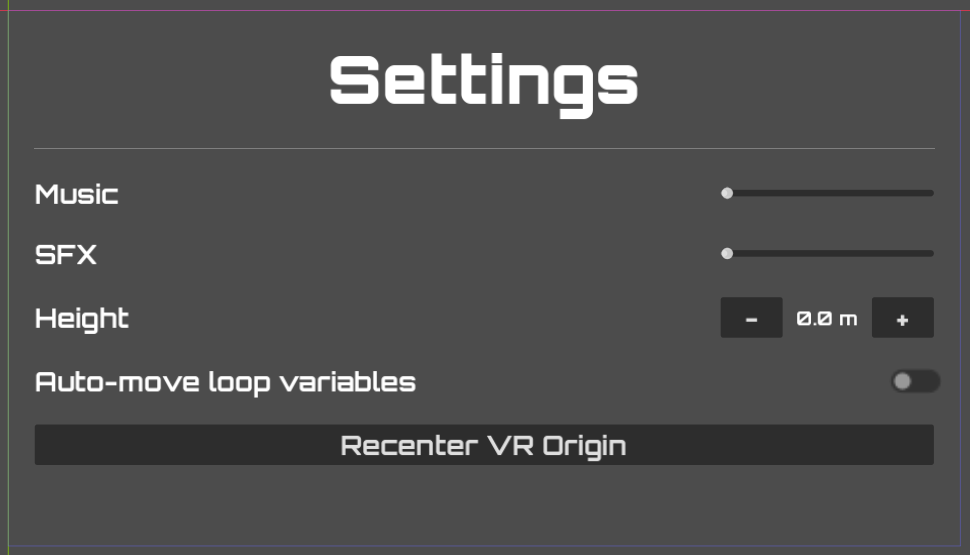 Settings
Music
SFX
Height - 0.0 m +
Auto-move loop variables
Recenter VR Origin